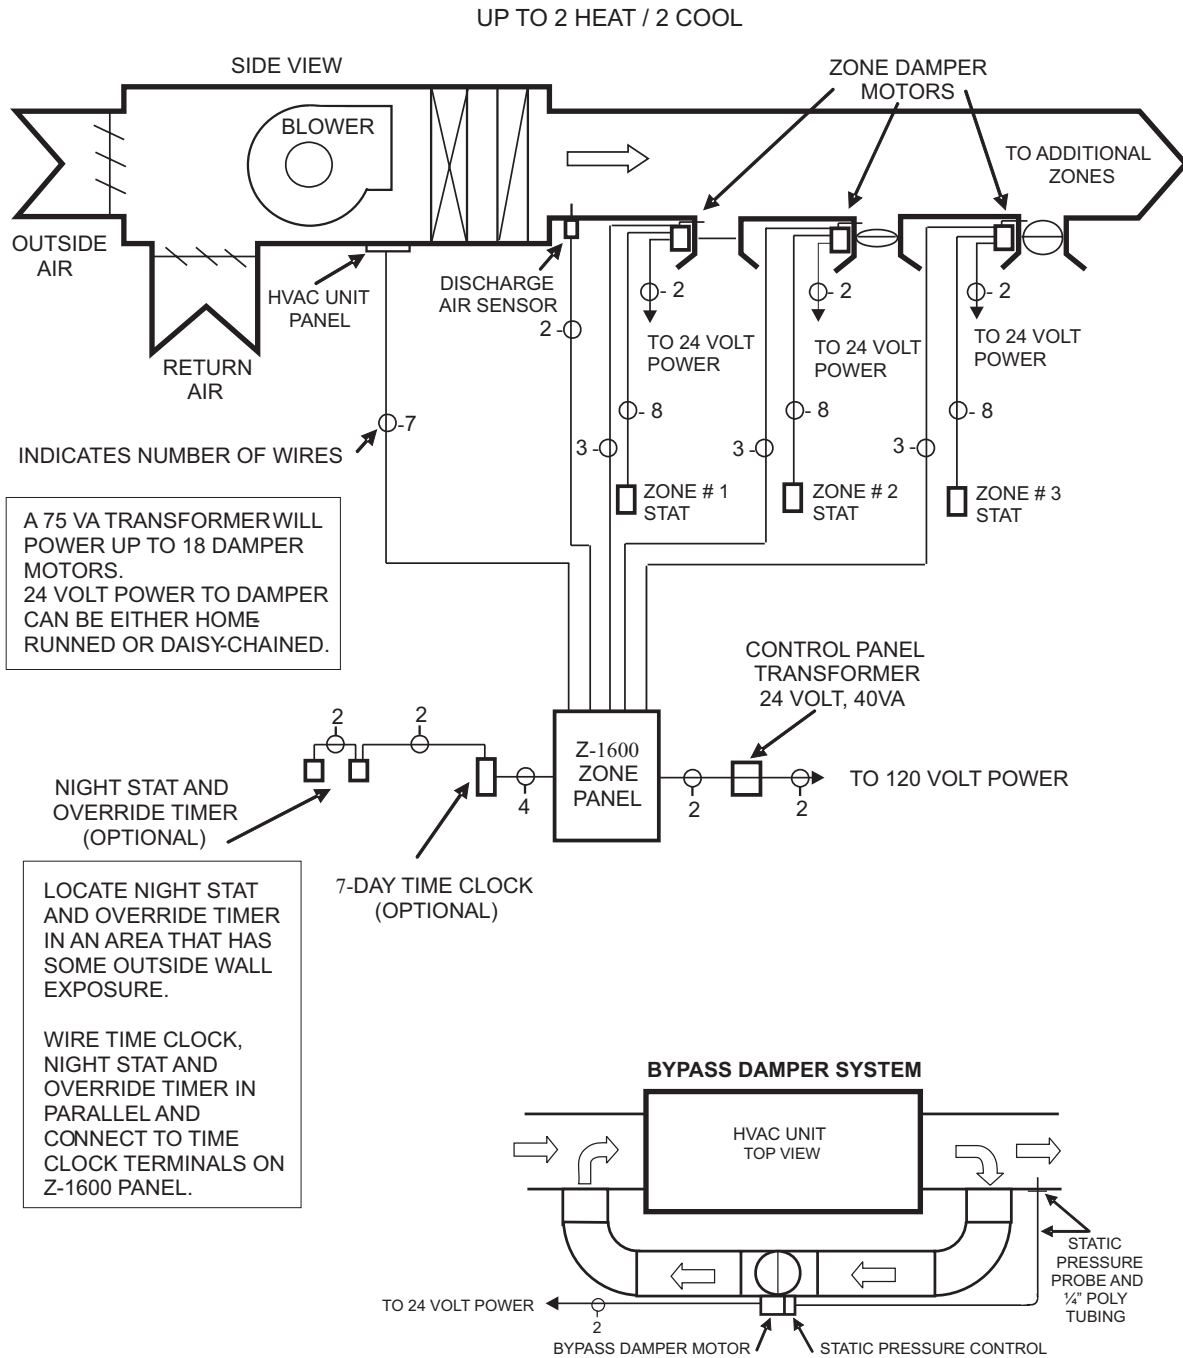 UP TO 2 HEAT / 2 COOL
SIDE VIEW
ZONE DAMPER
MOTORS
BLOWER
TO ADDITIONAL
ZONES
OUTSIDE
AIR
HVAC UNIT
PANEL
DISCHARGE
AIR SENSOR
RETURN
AIR
2 -
- 2
- 2
- 2
TO 24 VOLT
POWER
TO 24 VOLT
POWER
TO 24 VOLT
POWER
-7
- 8
- 8
- 8
3 -
3 -
3 -
INDICATES NUMBER OF WIRES
ZONE # 1
STAT
ZONE # 2
STAT
ZONE # 3
STAT
A 75 VA TRANSFORMER WILL
POWER UP TO 18 DAMPER
MOTORS.
24 VOLT POWER TO DAMPER
CAN BE EITHER HOME-
RUNNED OR DAISY-CHAINED.
CONTROL PANEL
TRANSFORMER
24 VOLT, 40VA
2
2
Z-1600
ZONE
PANEL
4
2
2
TO 120 VOLT POWER
NIGHT STAT AND
OVERRIDE TIMER
(OPTIONAL)
7-DAY TIME CLOCK
(OPTIONAL)
LOCATE NIGHT STAT
AND OVERRIDE TIMER
IN AN AREA THAT HAS
SOME OUTSIDE WALL
EXPOSURE.
WIRE TIME CLOCK,
NIGHT STAT AND
OVERRIDE TIMER IN
PARALLEL AND
CONNECT TO TIME
CLOCK TERMINALS ON
Z-1600 PANEL.
BYPASS DAMPER SYSTEM
HVAC UNIT
TOP VIEW
STATIC
PRESSURE
PROBE AND
¼" POLY
TUBING
TO 24 VOLT POWER
2
BYPASS DAMPER MOTOR
STATIC PRESSURE CONTROL